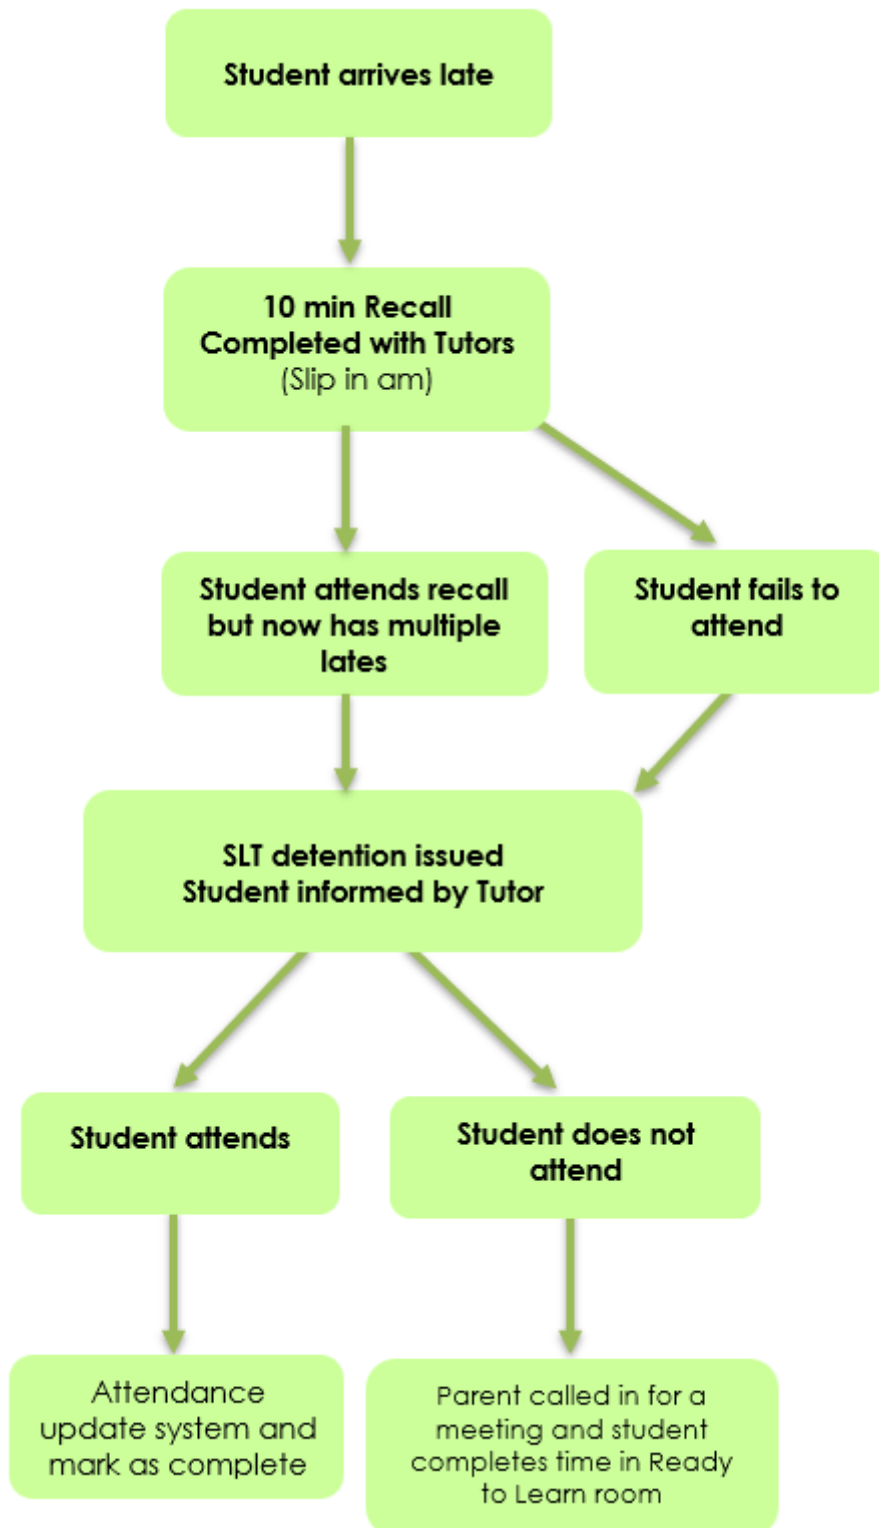 Student arrives late
10 min Recall
Completed with Tutors
(Slip in am)
Student attends recall
but now has multiple
lates
Student fails to
attend
SLT detention issued
Student informed by Tutor
Student attends
Student does not
attend
Attendance
update system and
mark as complete
Parent called in for a
meeting and student
completes time in Ready
to Learn room